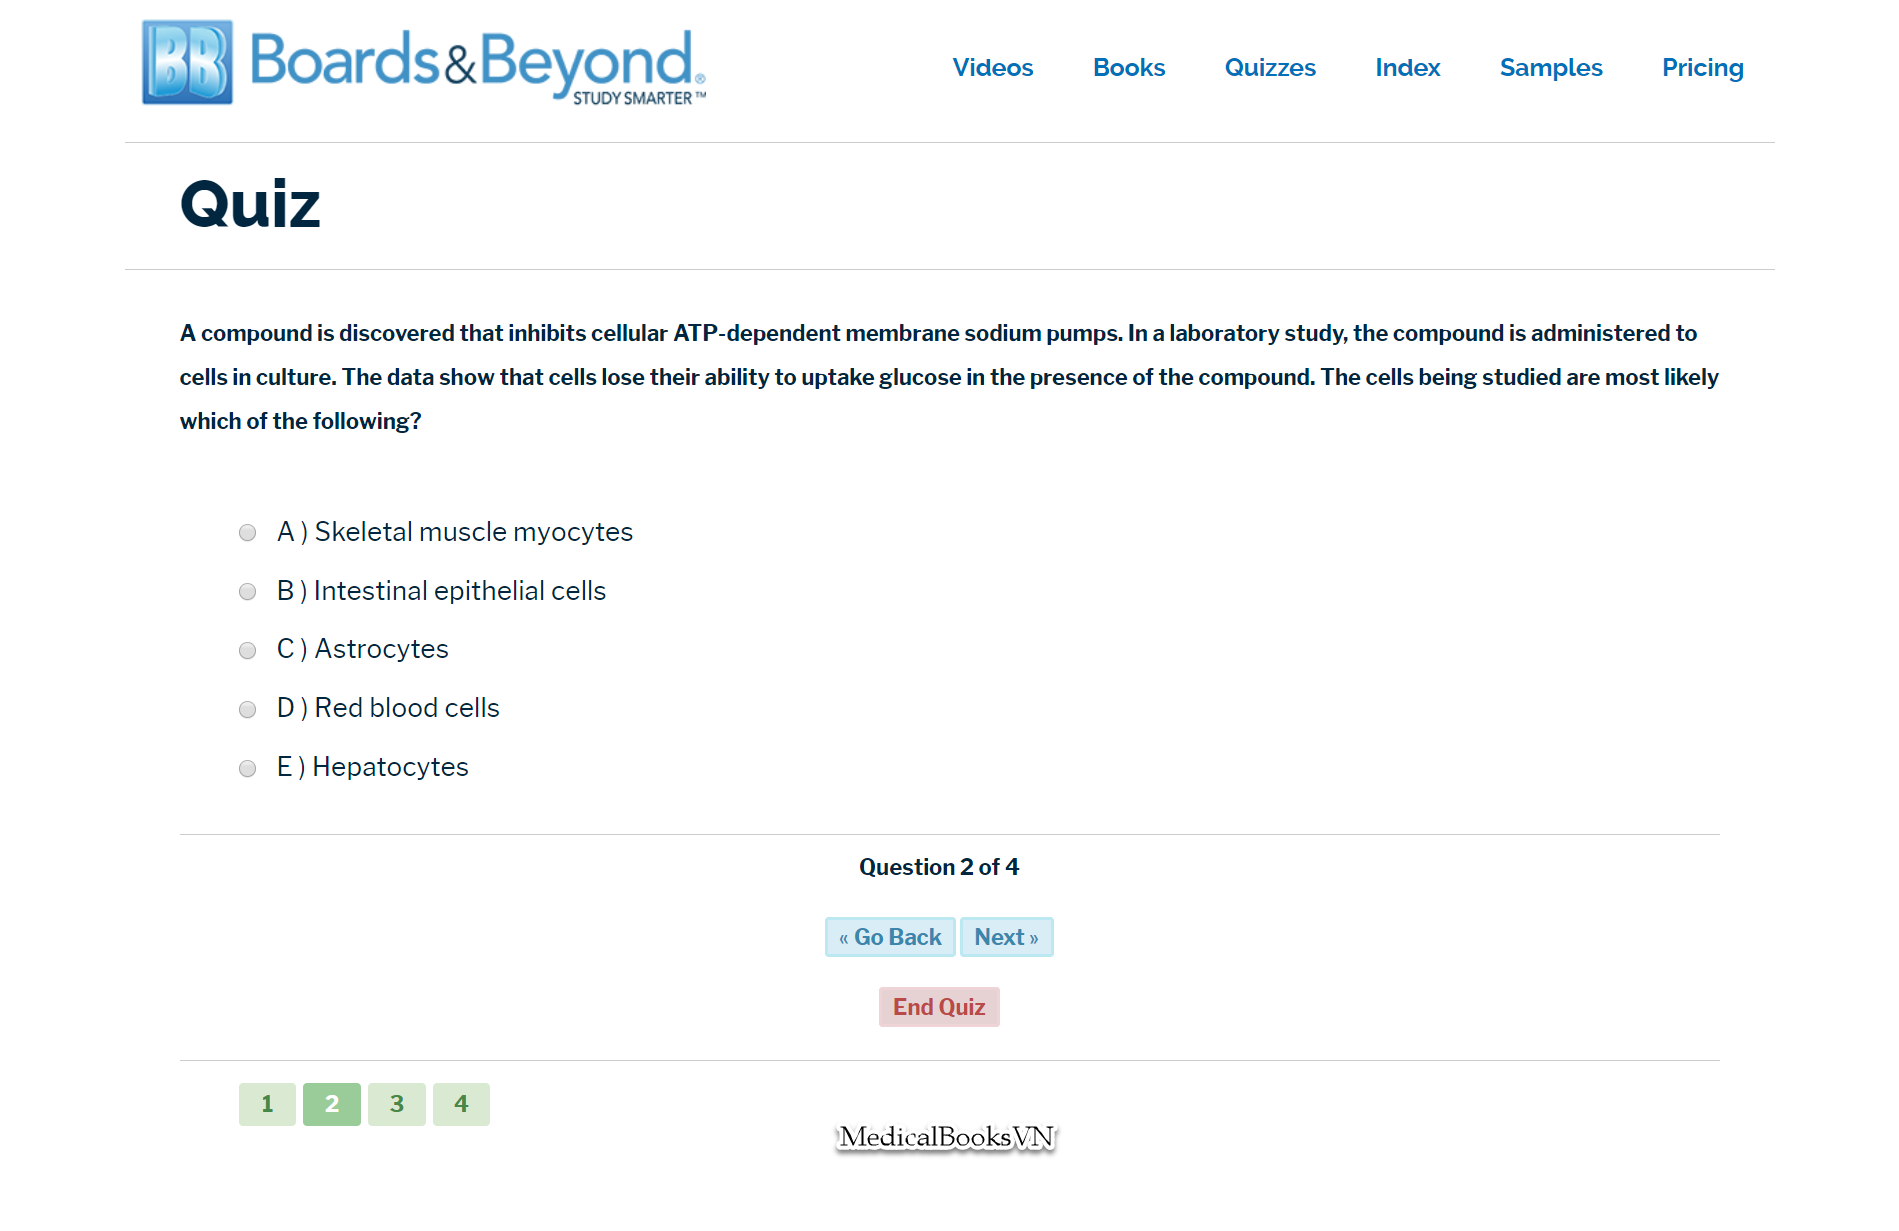 BB Boards&Beyond®
STUDY SMARTER™
Videos Books Quizzes Index Samples Pricing
Quiz
A compound is discovered that inhibits cellular ATP-dependent membrane sodium pumps. In a laboratory study, the compound is administered to
cells in culture. The data show that cells lose their ability to uptake glucose in the presence of the compound. The cells being studied are most likely
which of the following?
A ) Skeletal muscle myocytes
B ) Intestinal epithelial cells
C ) Astrocytes
D ) Red blood cells
E ) Hepatocytes
Question 2 of 4
« Go Back Next »
End Quiz
1 2 3 4
MedicalBooksVN